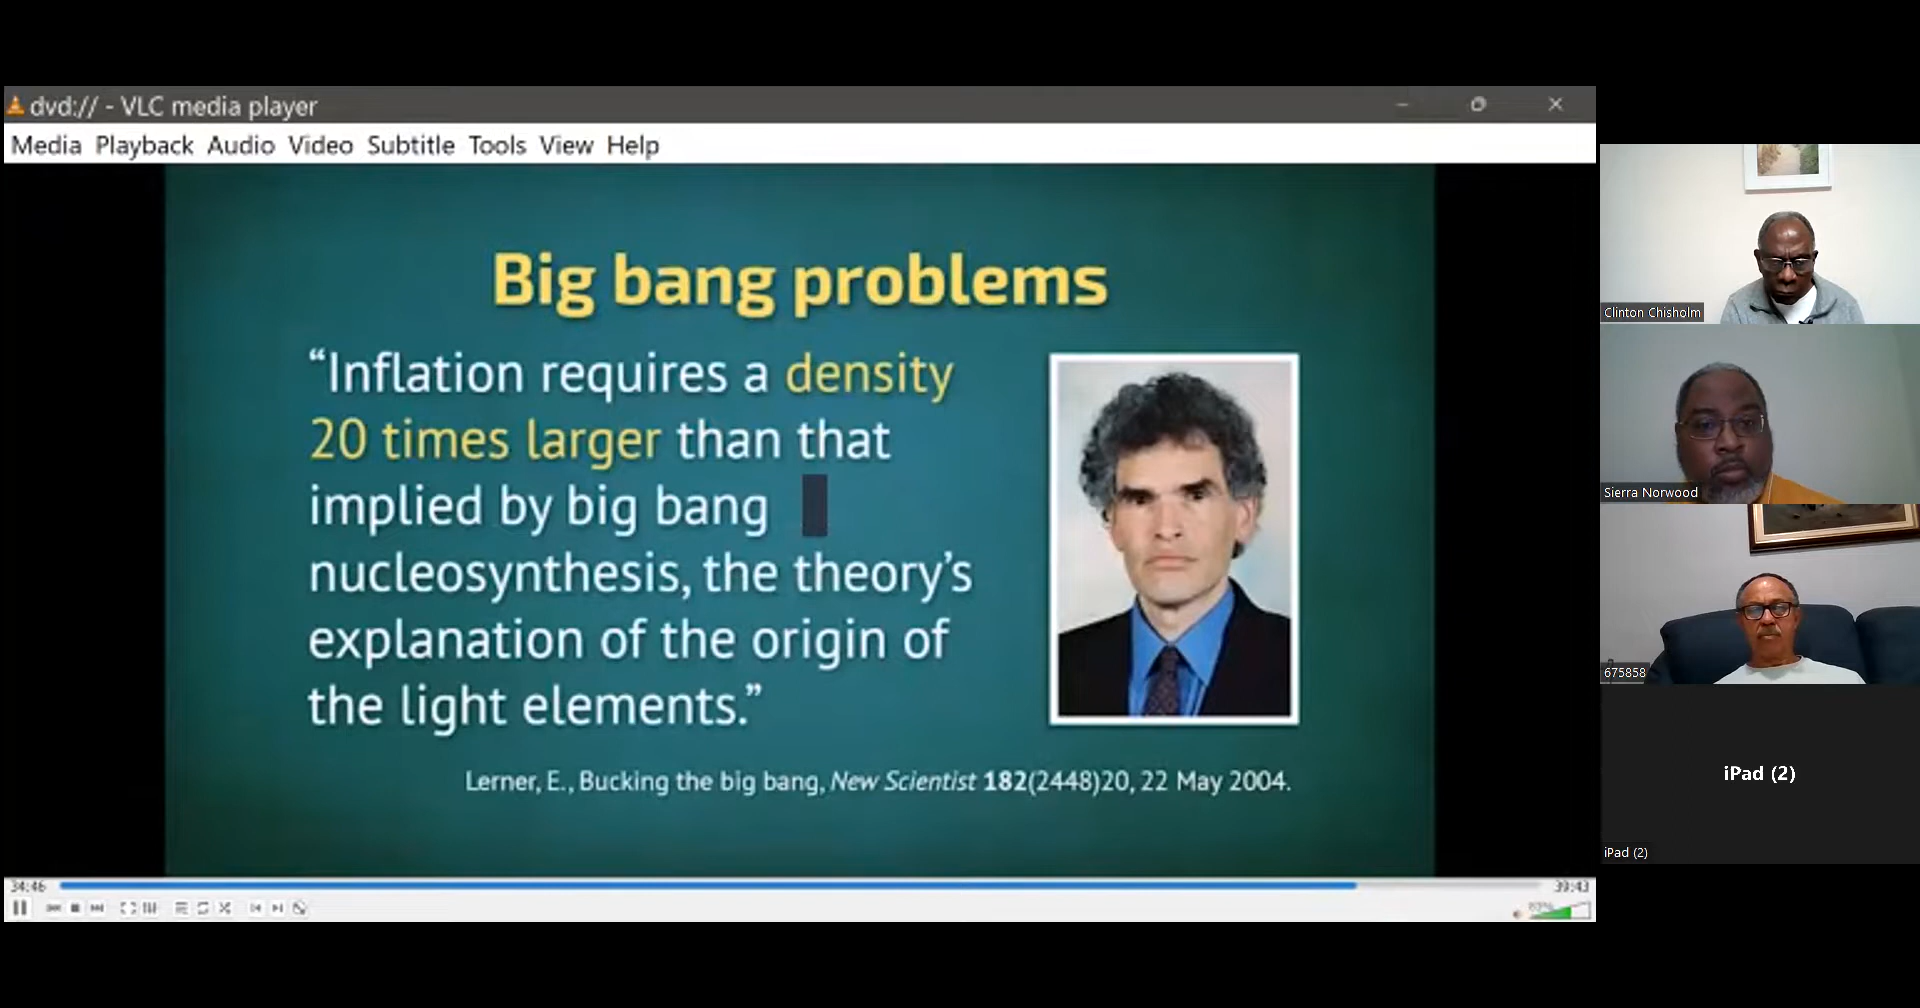 dvd:// - VLC media player
Media Playback Audio Video Subtitle Tools View Help
Big bang problems
“Inflation requires a density
20 times larger than that
implied by big bang
nucleosynthesis, the theory’s
explanation of the origin of
the light elements.”
Lerner, E., Bucking the big bang, New Scientist 182(2448)20, 22 May 2004.
34:46
39:43
Clinton Chisholm
Sierra Norwood
675858
iPad (2)
iPad (2)